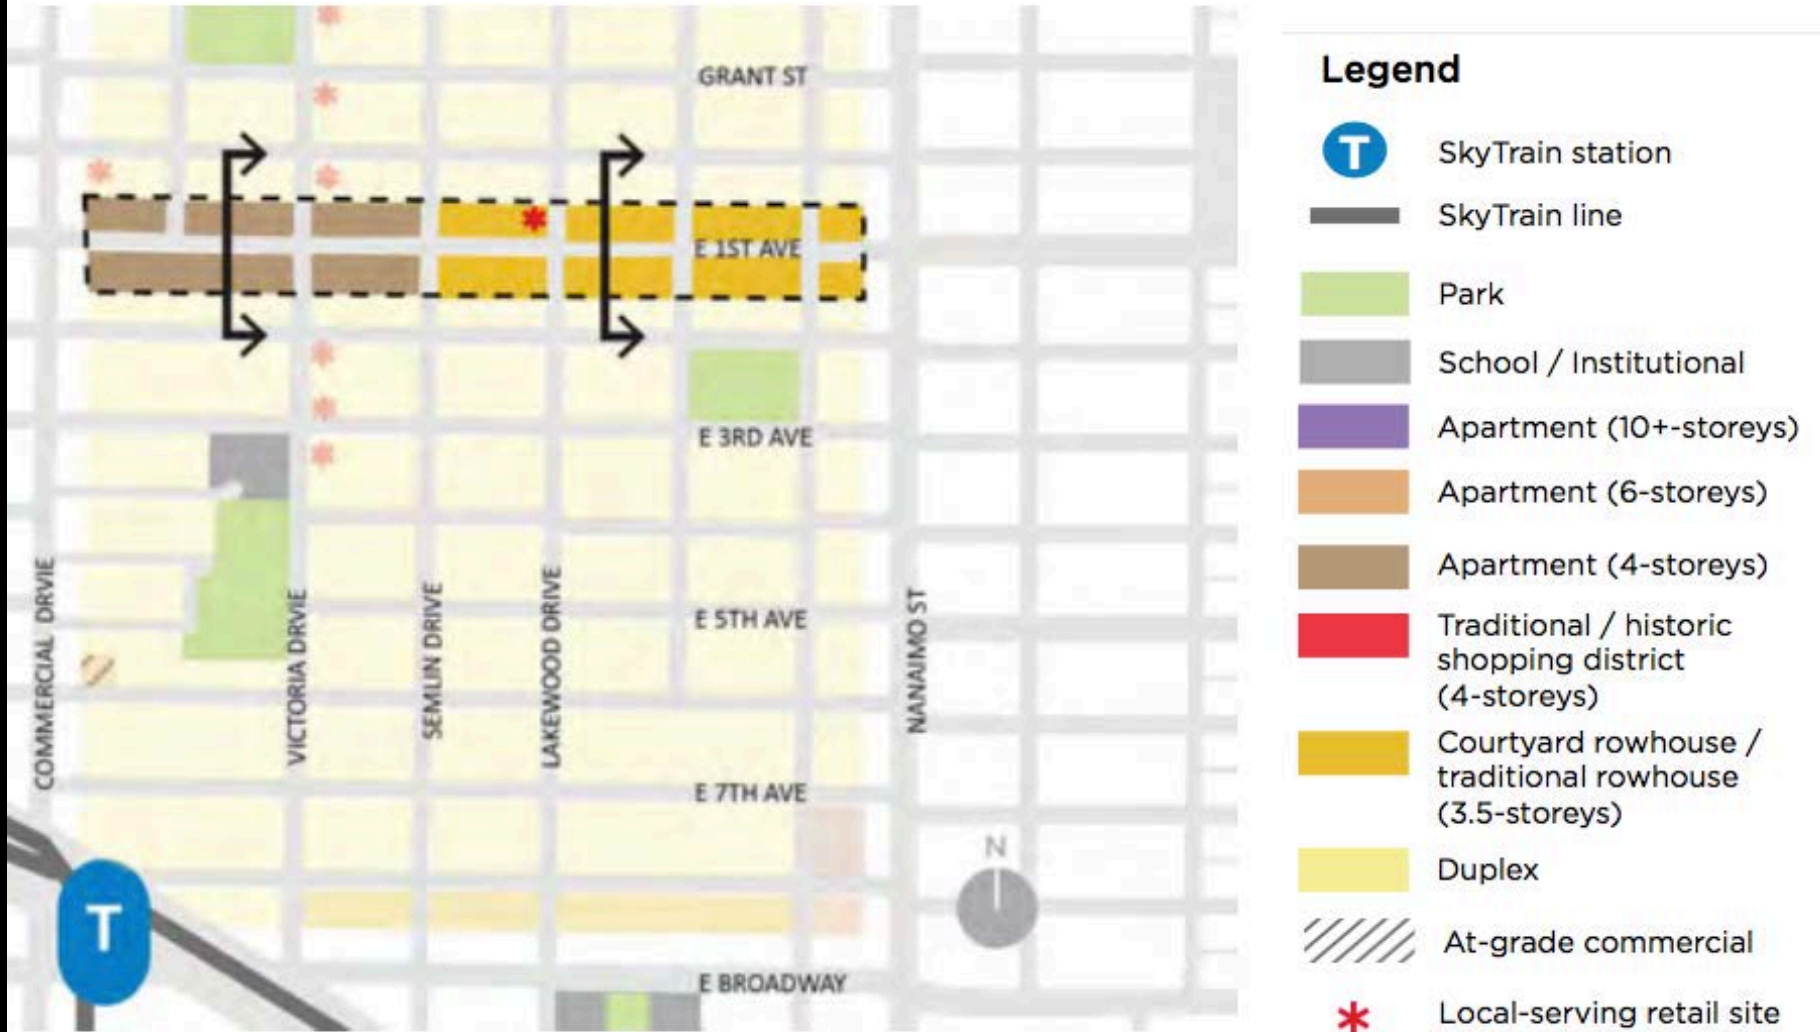 GRANT ST
E 1ST AVE
E 3RD AVE
E 5TH AVE
E 7TH AVE
E BROADWAY
COMMERCIAL DRVIE
VICTORIA DRVIE
SEMLIN DRIVE
LAKEWOOD DRIVE
NANAIMO ST
N
T
Legend
T
SkyTrain station
SkyTrain line
Park
School / Institutional
Apartment (10+-storeys)
Apartment (6-storeys)
Apartment (4-storeys)
Traditional / historic
shopping district
(4-storeys)
Courtyard rowhouse /
traditional rowhouse
(3.5-storeys)
Duplex
At-grade commercial
Local-serving retail site